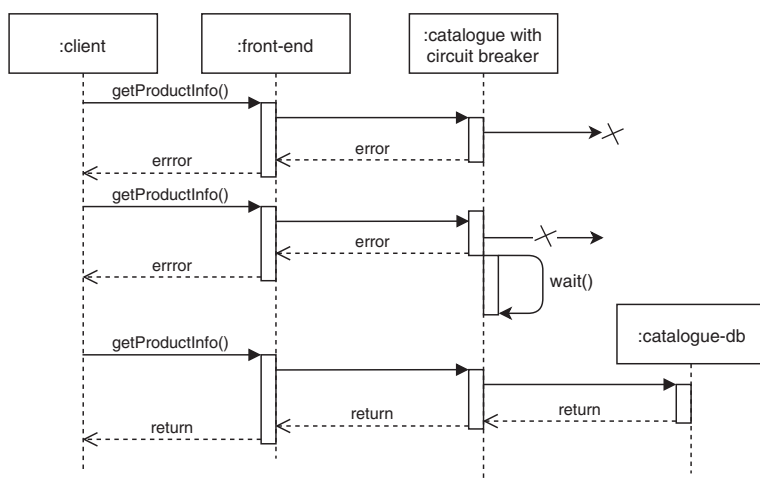 :client
:front-end
:catalogue with
circuit breaker
getProductInfo()
error
errror
getProductInfo()
error
errror
wait()
:catalogue-db
getProductInfo()
return
return
return